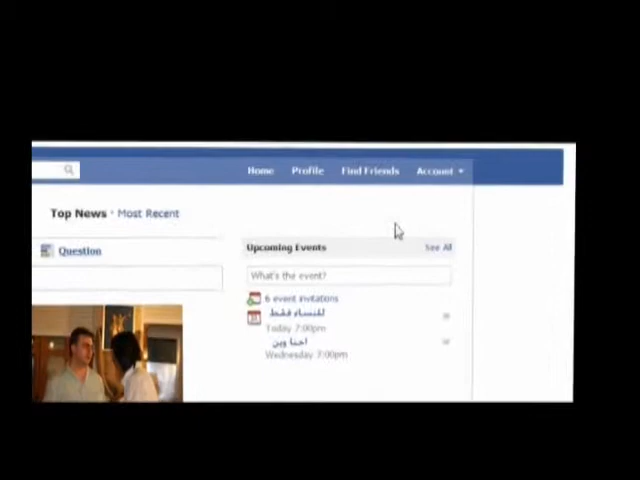 Home Profile Find Friends Account
Top News · Most Recent
Question
Upcoming Events See All
What's the event?
6 event invitations
للنساء فقط
Today 7:00pm
احنا وين
Wednesday 7:00pm